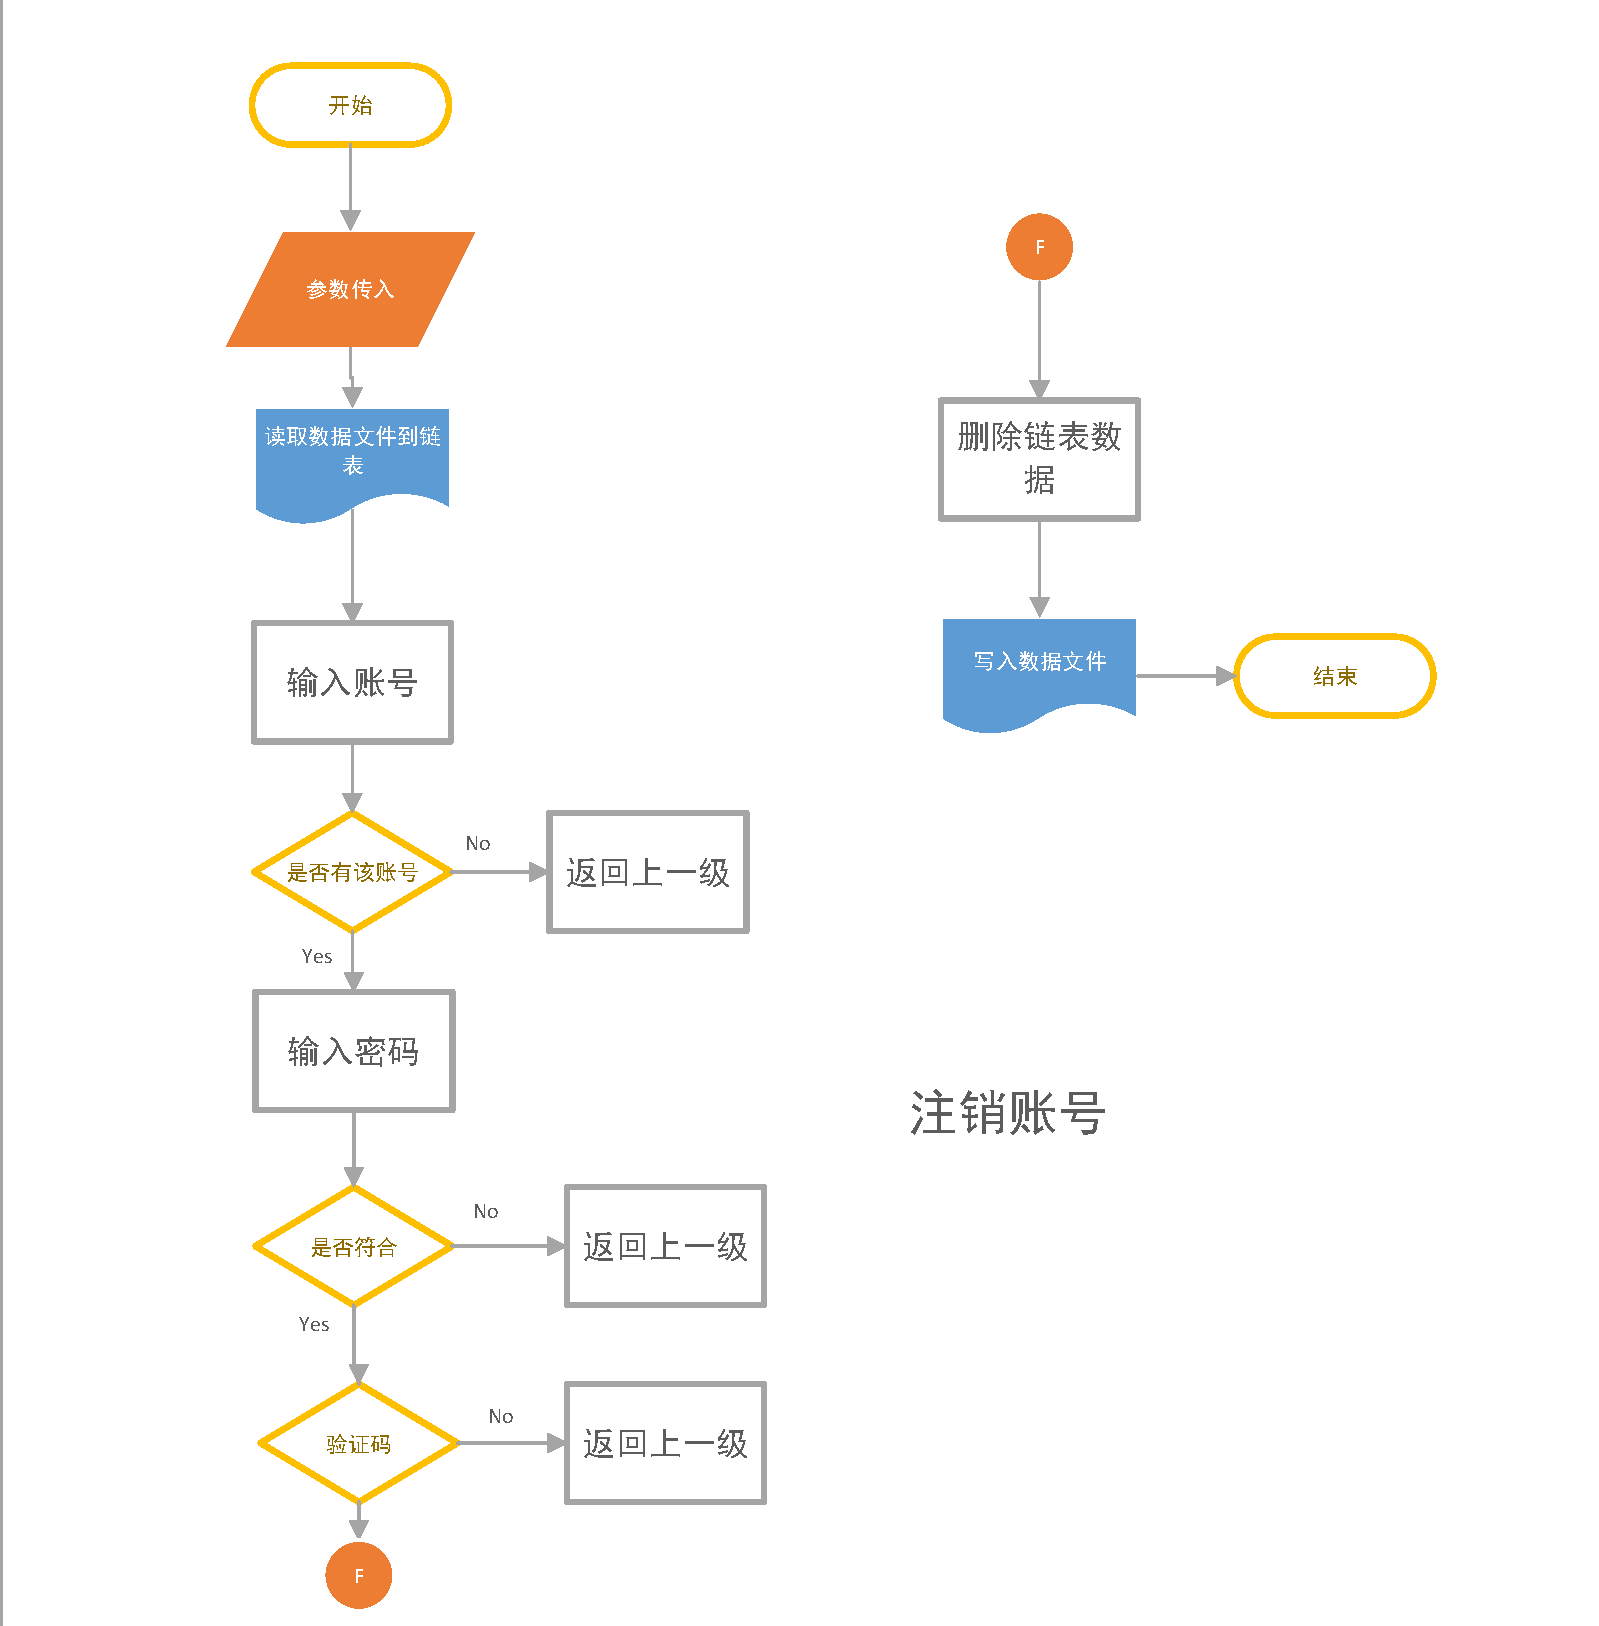 开始
参数传入
读取数据文件到链
表
输入账号
是否有该账号
No
返回上一级
Yes
输入密码
是否符合
No
返回上一级
Yes
验证码
No
返回上一级
F
F
删除链表数
据
写入数据文件
结束
注销账号